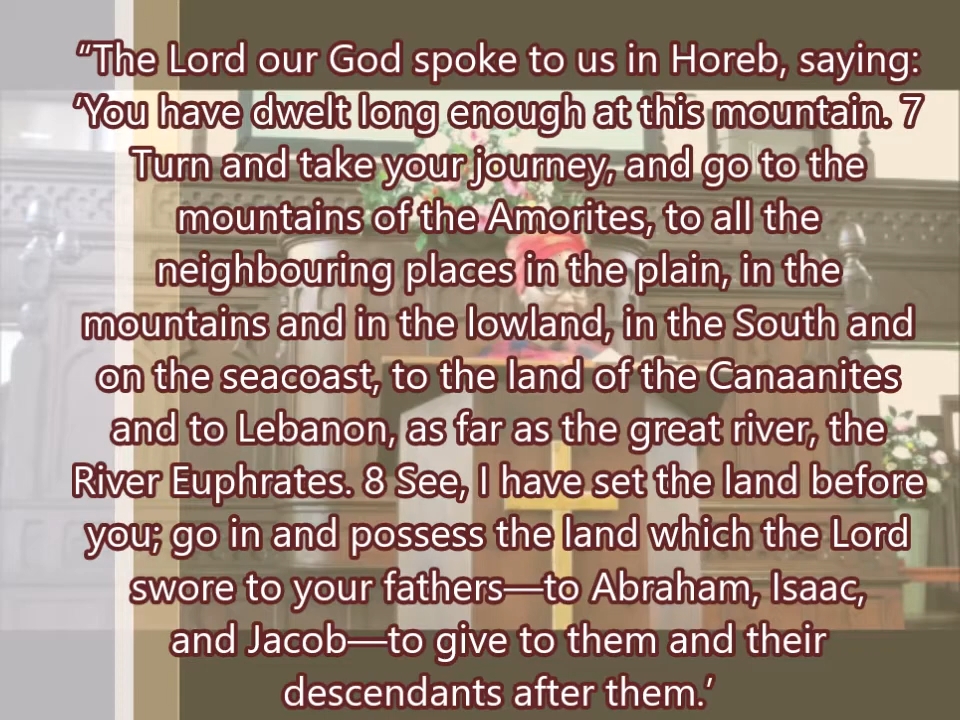 “The Lord our God spoke to us in Horeb, saying:
‘You have dwelt long enough at this mountain. 7
Turn and take your journey, and go to the
mountains of the Amorites, to all the
neighbouring places in the plain, in the
mountains and in the lowland, in the South and
on the seacoast, to the land of the Canaanites
and to Lebanon, as far as the great river, the
River Euphrates. 8 See, I have set the land before
you; go in and possess the land which the Lord
swore to your fathers—to Abraham, Isaac,
and Jacob—to give to them and their
descendants after them.’